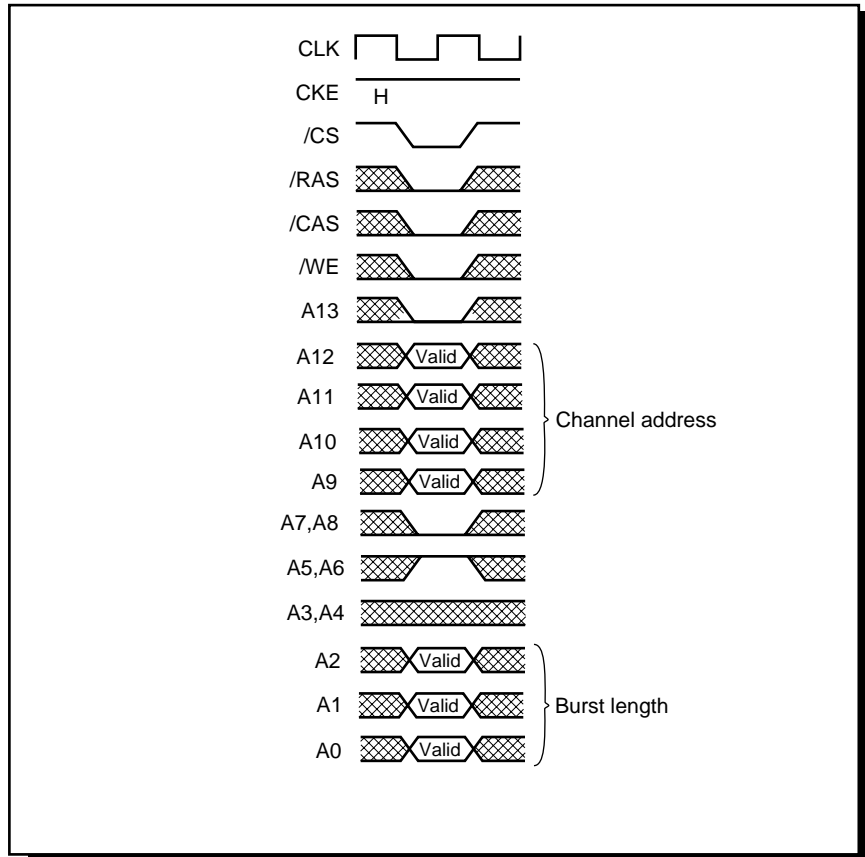 CLK
CKE H
/CS
/RAS
/CAS
/WE
A13
A12 Valid
A11 Valid
Channel address
A10 Valid
A9 Valid
A7,A8
A5,A6
A3,A4
A2 Valid
A1 Valid
Burst length
A0 Valid